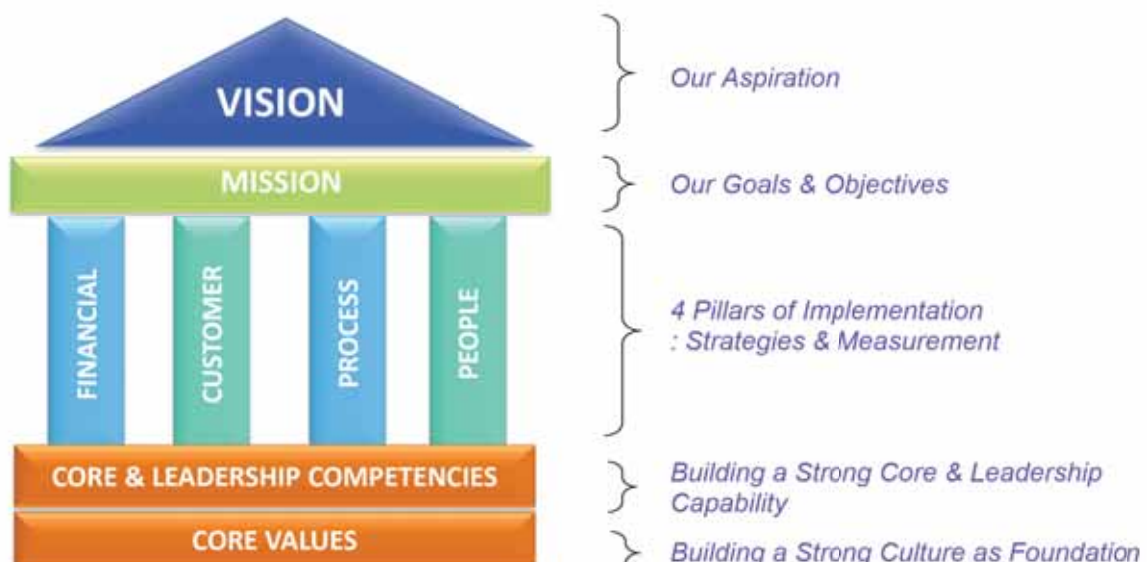 VISION
Our Aspiration
MISSION
Our Goals & Objectives
FINANCIAL
CUSTOMER
PROCESS
PEOPLE
4 Pillars of Implementation
: Strategies & Measurement
CORE & LEADERSHIP COMPETENCIES
Building a Strong Core & Leadership
Capability
CORE VALUES
Building a Strong Culture as Foundation